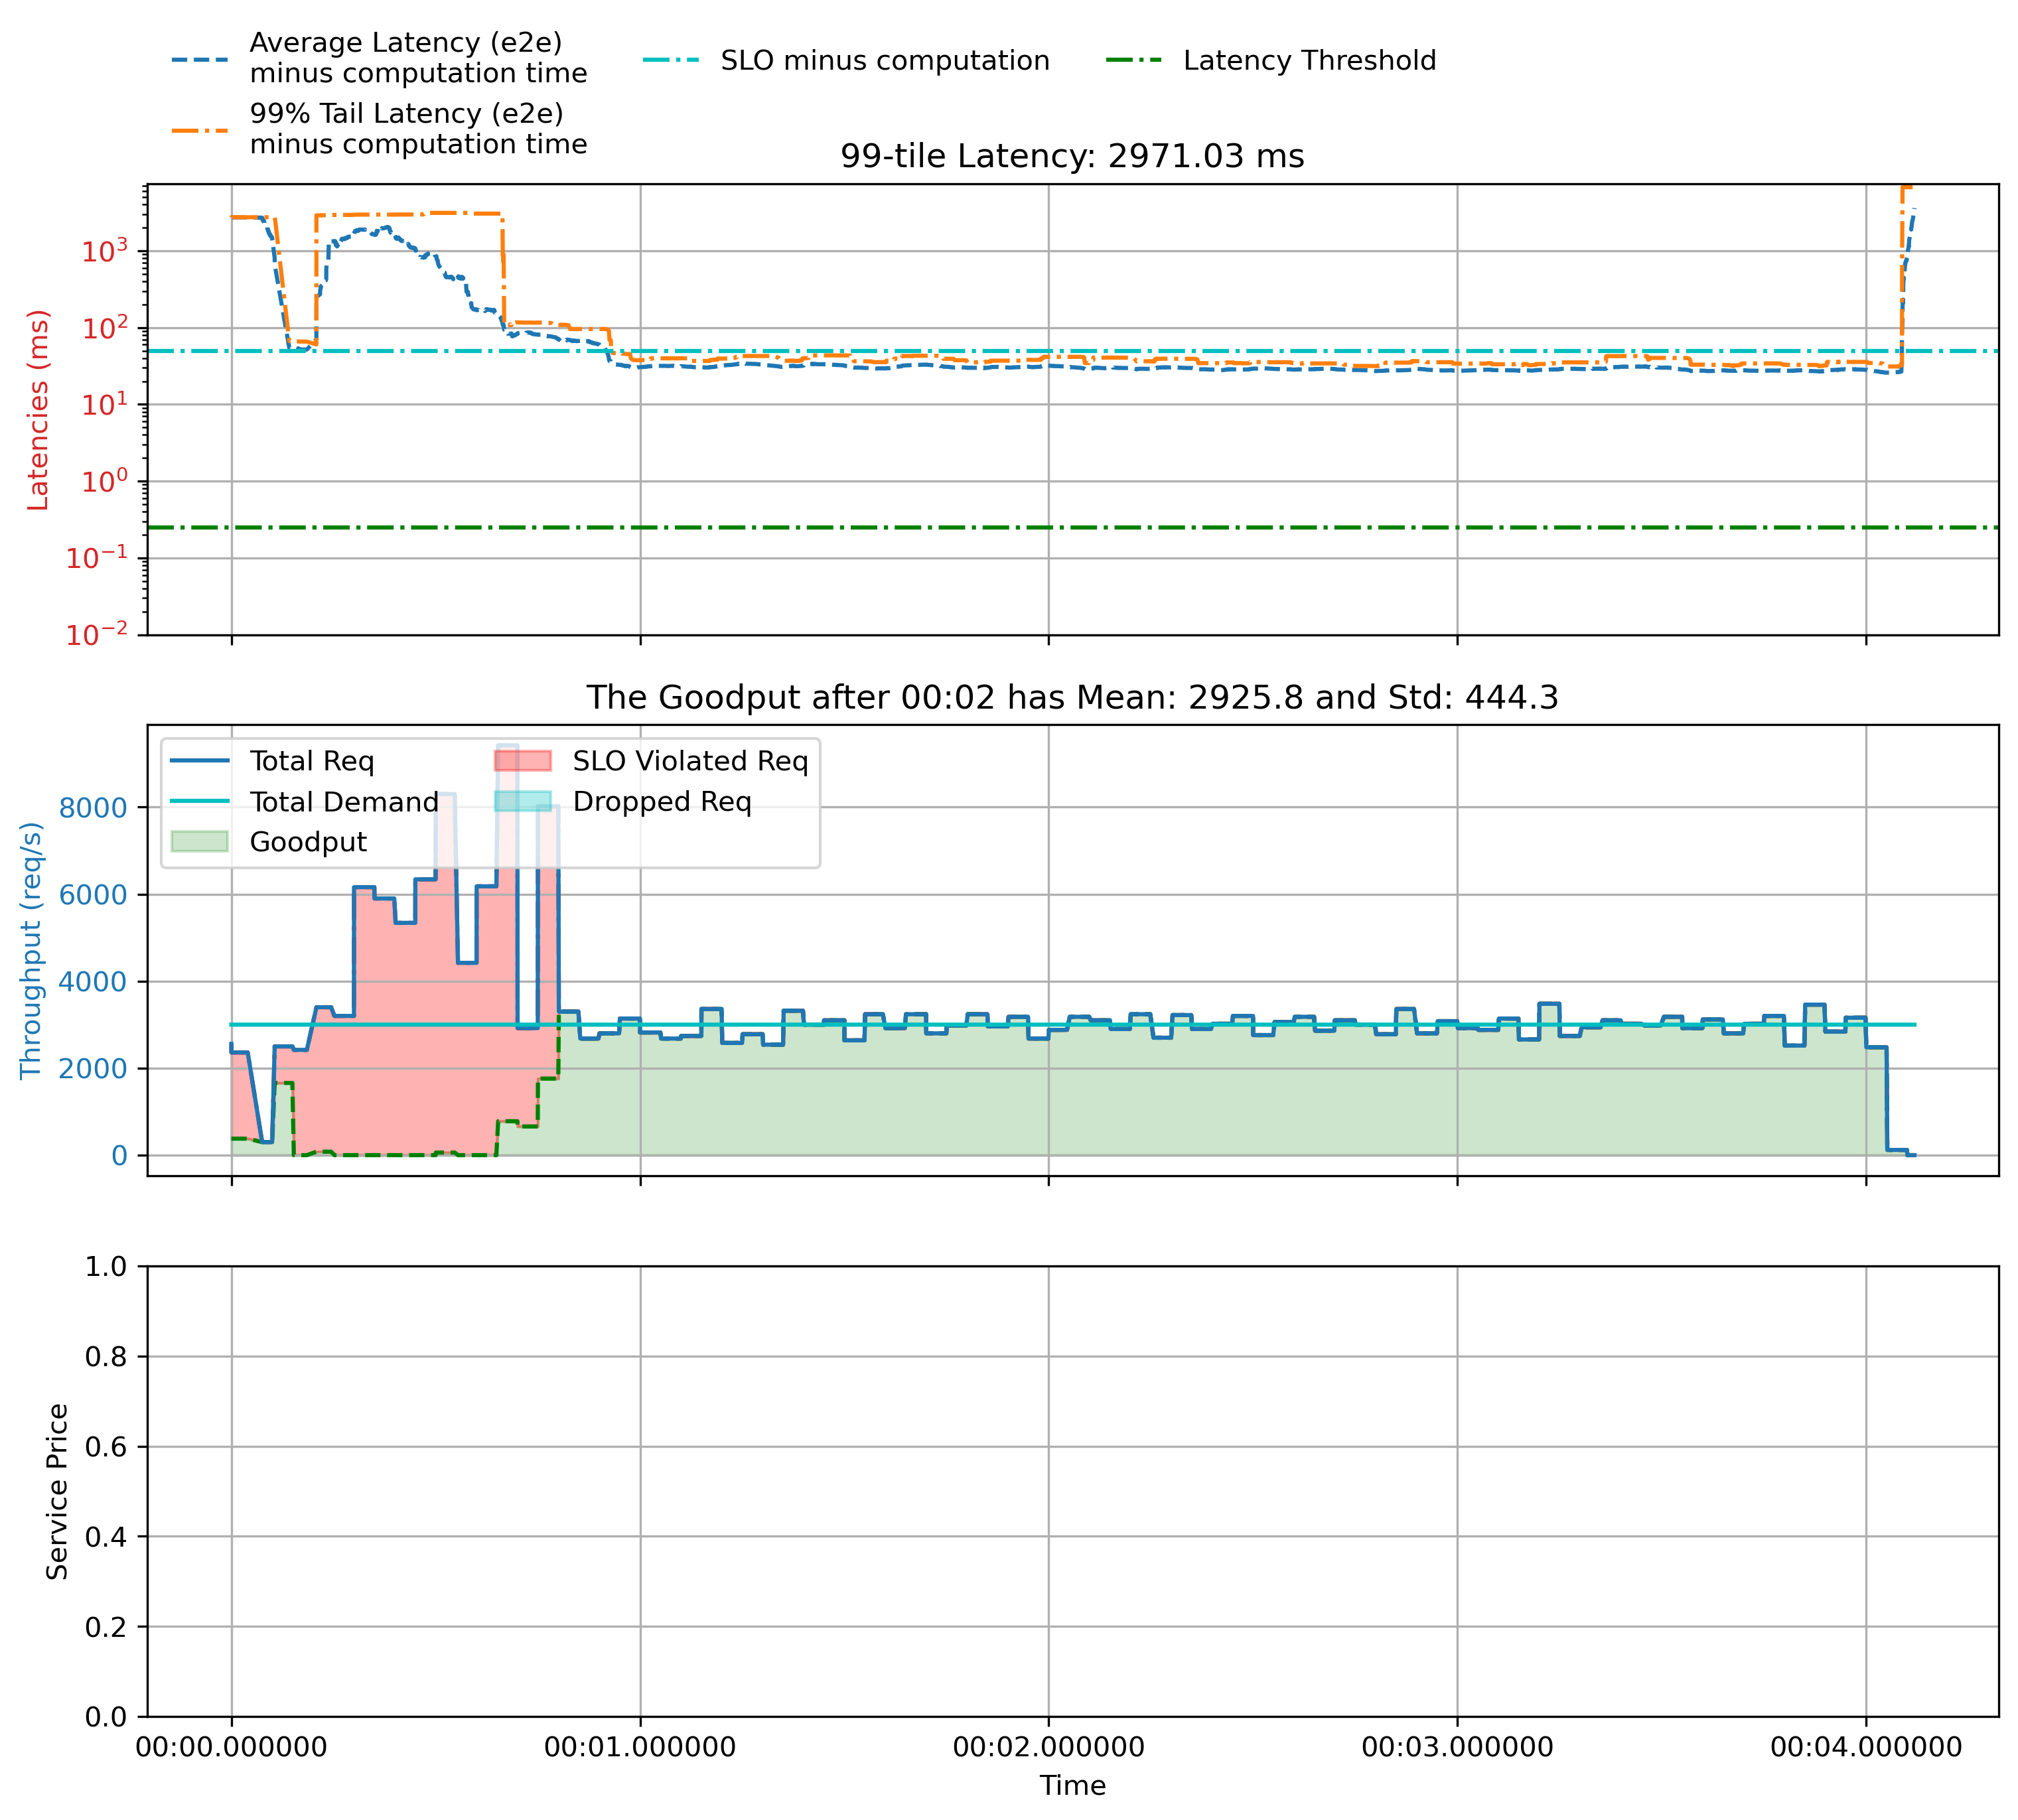 Average Latency (e2e)
minus computation time
99% Tail Latency (e2e)
minus computation time
SLO minus computation
Latency Threshold
99-tile Latency: 2971.03 ms
Latencies (ms)
10³
10²
10¹
10⁰
10⁻¹
10⁻²
The Goodput after 00:02 has Mean: 2925.8 and Std: 444.3
Total Req
Total Demand
Goodput
SLO Violated Req
Dropped Req
Throughput (req/s)
8000
6000
4000
2000
0
Service Price
1.0
0.8
0.6
0.4
0.2
0.0
00:00.000000
00:01.000000
00:02.000000
00:03.000000
00:04.000000
Time